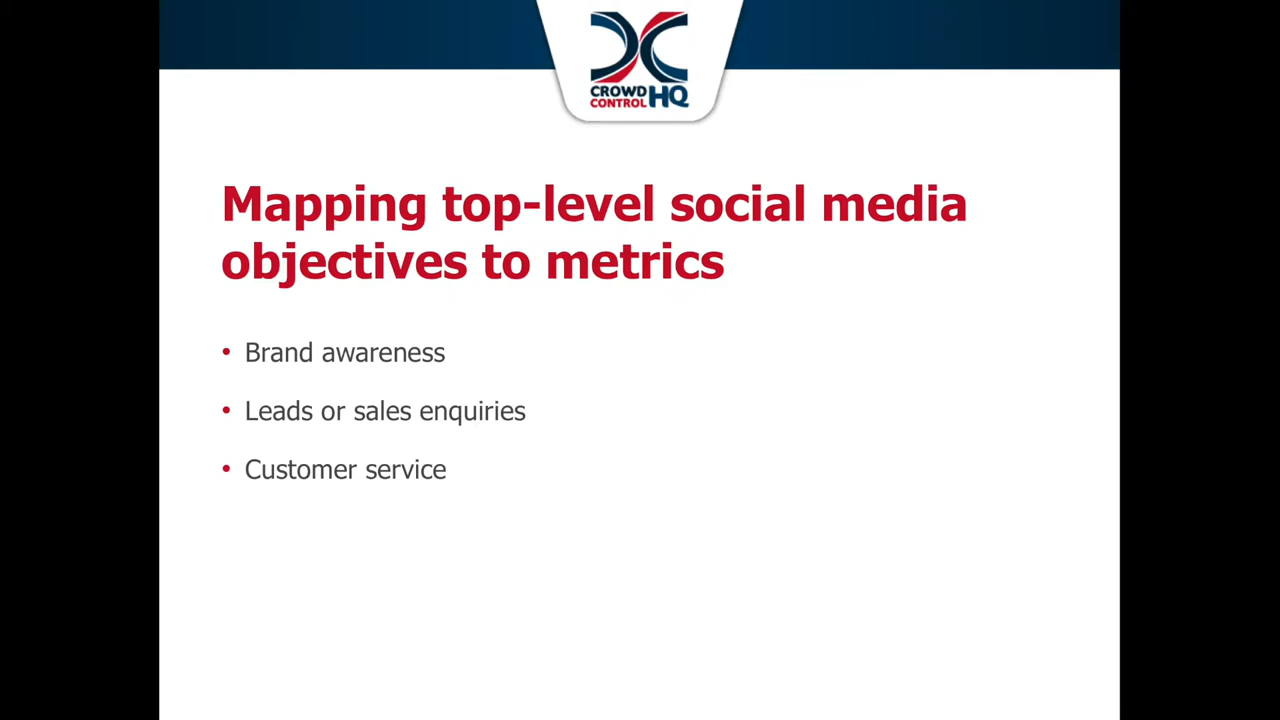 CROWD
CONTROL HQ
Mapping top-level social media
objectives to metrics
• Brand awareness
• Leads or sales enquiries
• Customer service